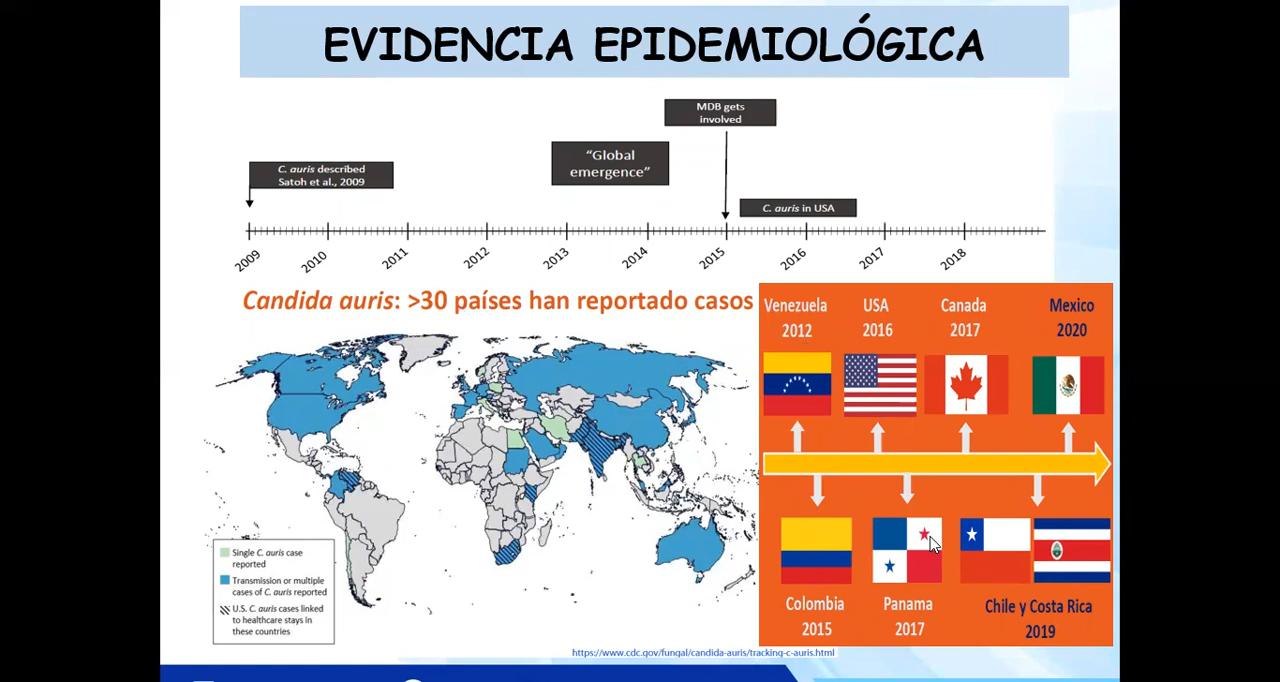 EVIDENCIA EPIDEMIOLÓGICA
MDB gets
involved
"Global
emergence"
C. auris described
Satoh et al., 2009
C. auris in USA
2009
2010
2011
2012
2013
2014
2015
2016
2017
2018
Candida auris: >30 países han reportado casos
Single C. auris case
reported
Transmission or multiple
cases of C. auris reported
U.S. C. auris cases linked
to healthcare stays in
these countries
Venezuela
2012
USA
2016
Canada
2017
Mexico
2020
Colombia
2015
Panama
2017
Chile y Costa Rica
2019
https://www.cdc.gov/fungal/candida-auris/tracking-c-auris.html